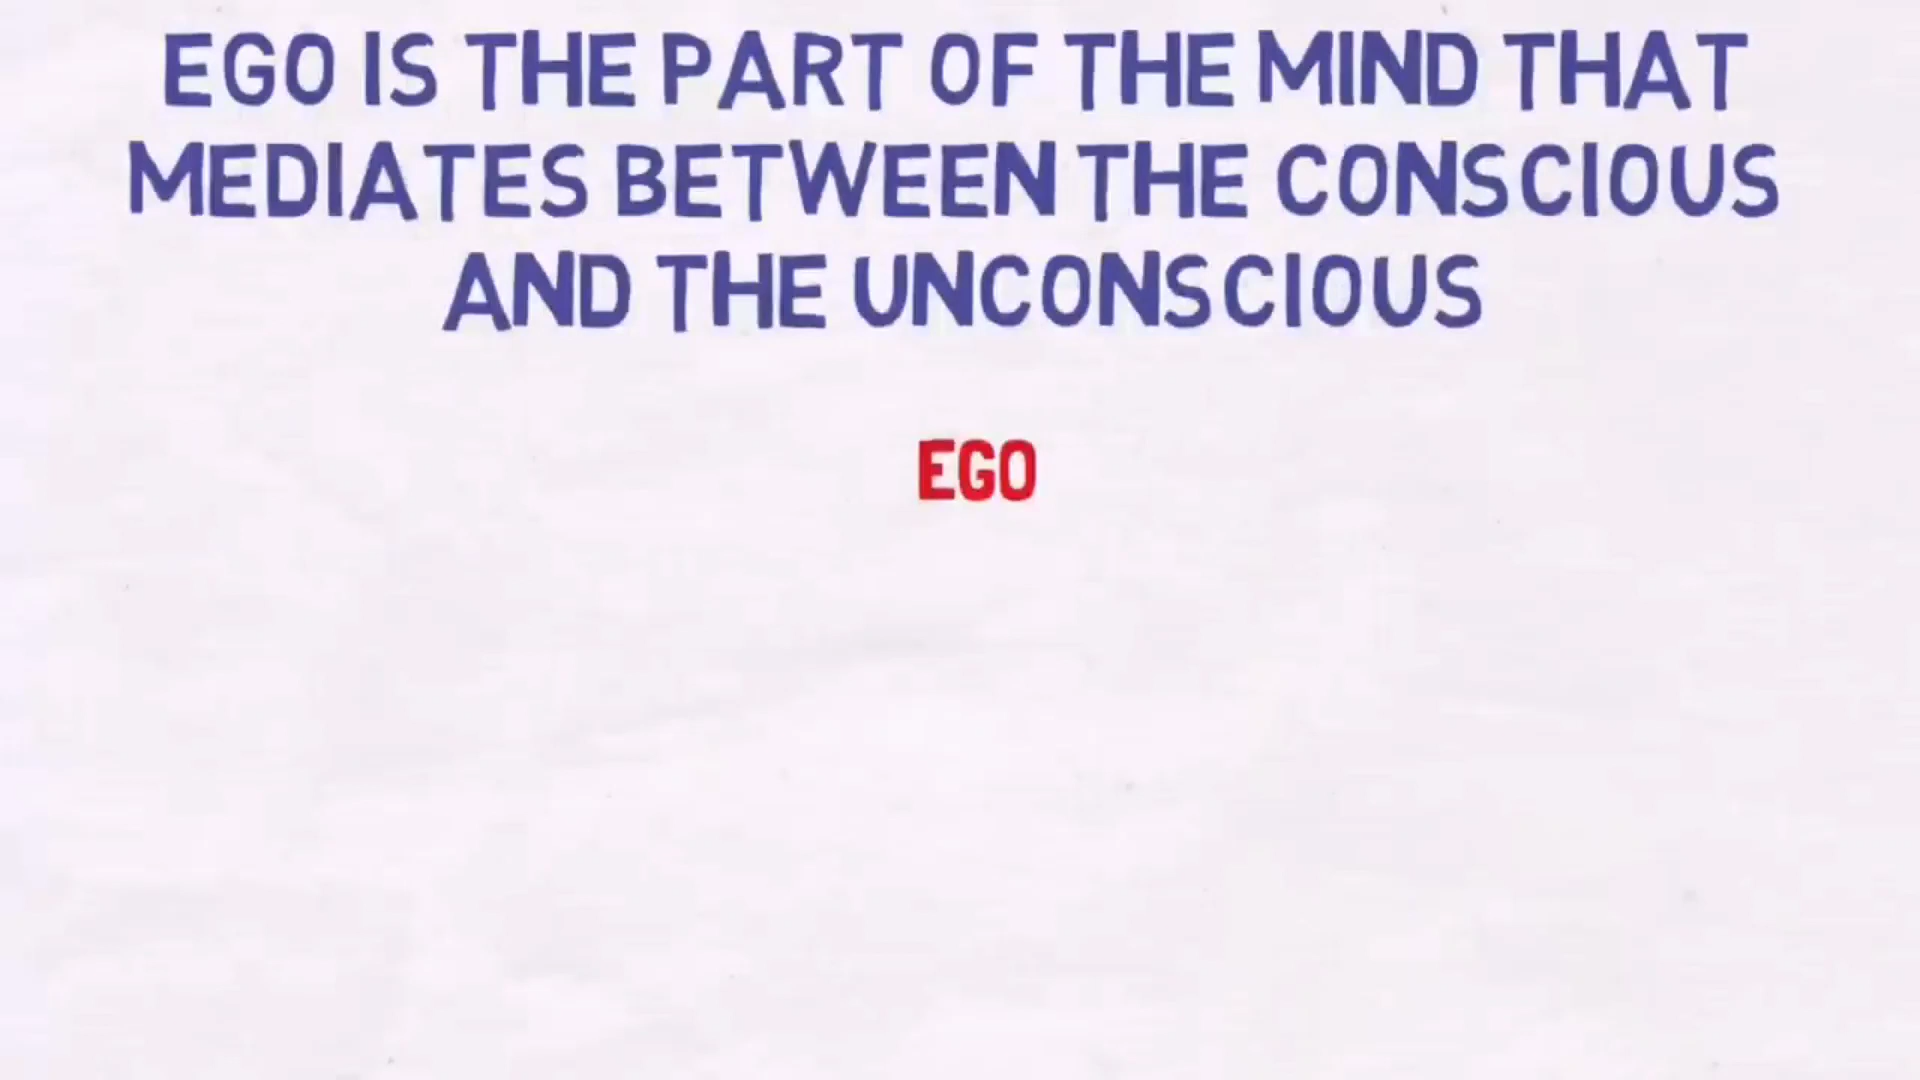 EGO IS THE PART OF THE MIND THAT
MEDIATES BETWEEN THE CONSCIOUS
AND THE UNCONSCIOUS
EGO